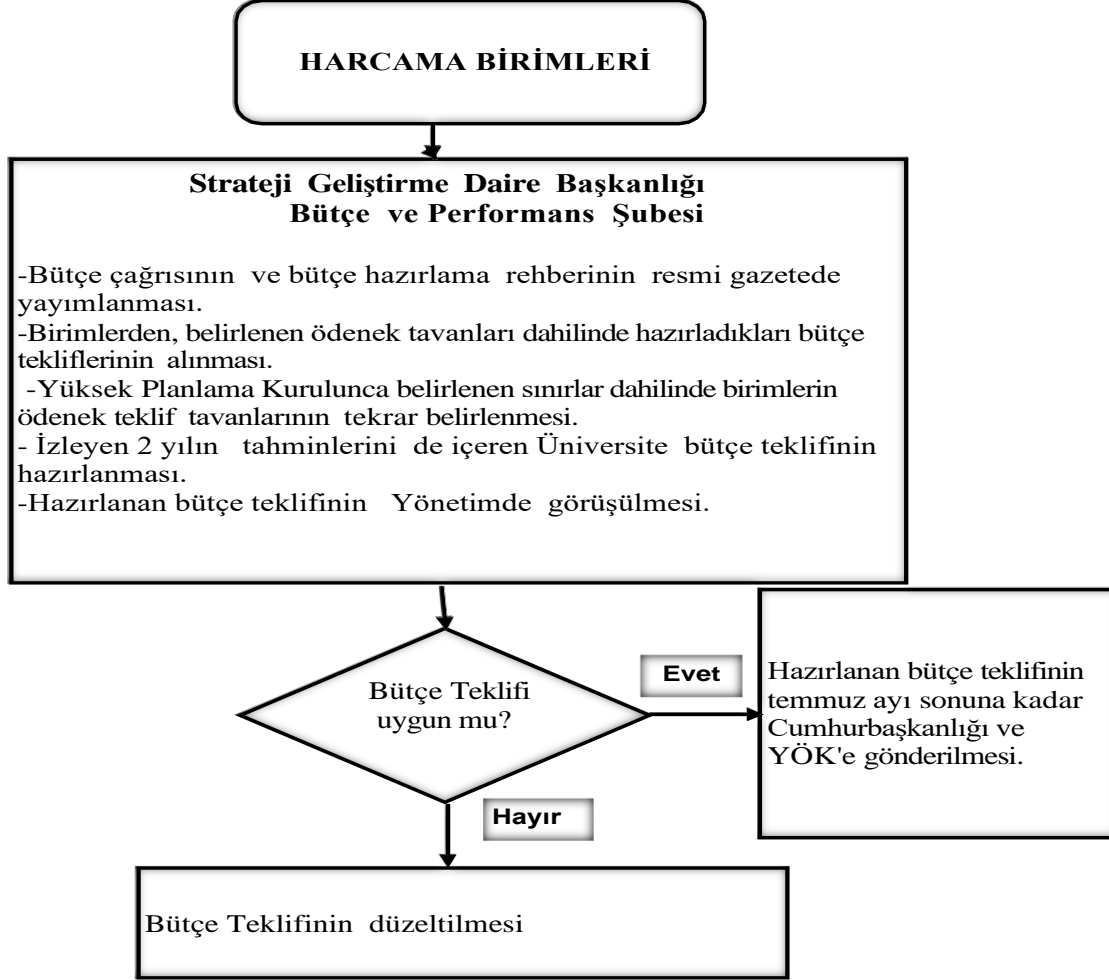 HARCAMA BİRİMLERİ
Strateji Geliştirme Daire Başkanlığı
Bütçe ve Performans Şubesi
-Bütçe çağrısının ve bütçe hazırlama rehberinin resmi gazetede
yayımlanması.
-Birimlerden, belirlenen ödenek tavanları dahilinde hazırladıkları bütçe
tekliflerinin alınması.
-Yüksek Planlama Kurulunca belirlenen sınırlar dahilinde birimlerin
ödenek teklif tavanlarının tekrar belirlenmesi.
- İzleyen 2 yılın tahminlerini de içeren Üniversite bütçe teklifinin
hazırlanması.
-Hazırlanan bütçe teklifinin Yönetimde görüşülmesi.
Bütçe Teklifi
uygun mu?
Evet
Hazırlanan bütçe teklifinin
temmuz ayı sonuna kadar
Cumhurbaşkanlığı ve
YÖK'e gönderilmesi.
Hayır
Bütçe Teklifinin düzeltilmesi